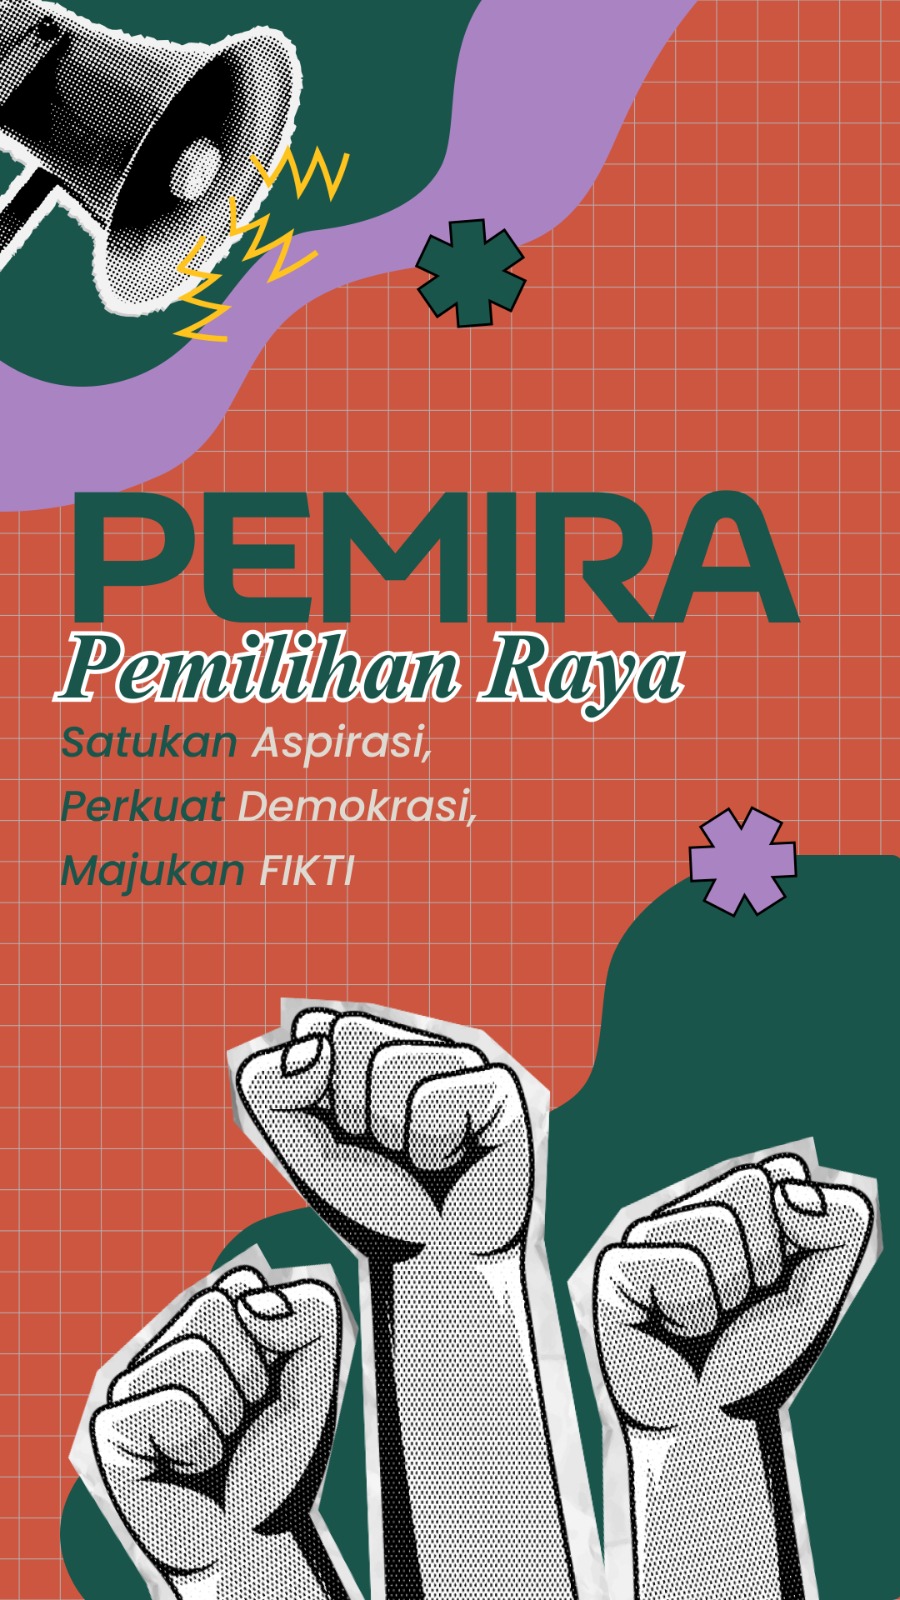 PEMIRA
Pemilihan Raya
Satukan Aspirasi,
Perkuat Demokrasi,
Majukan FIKTI